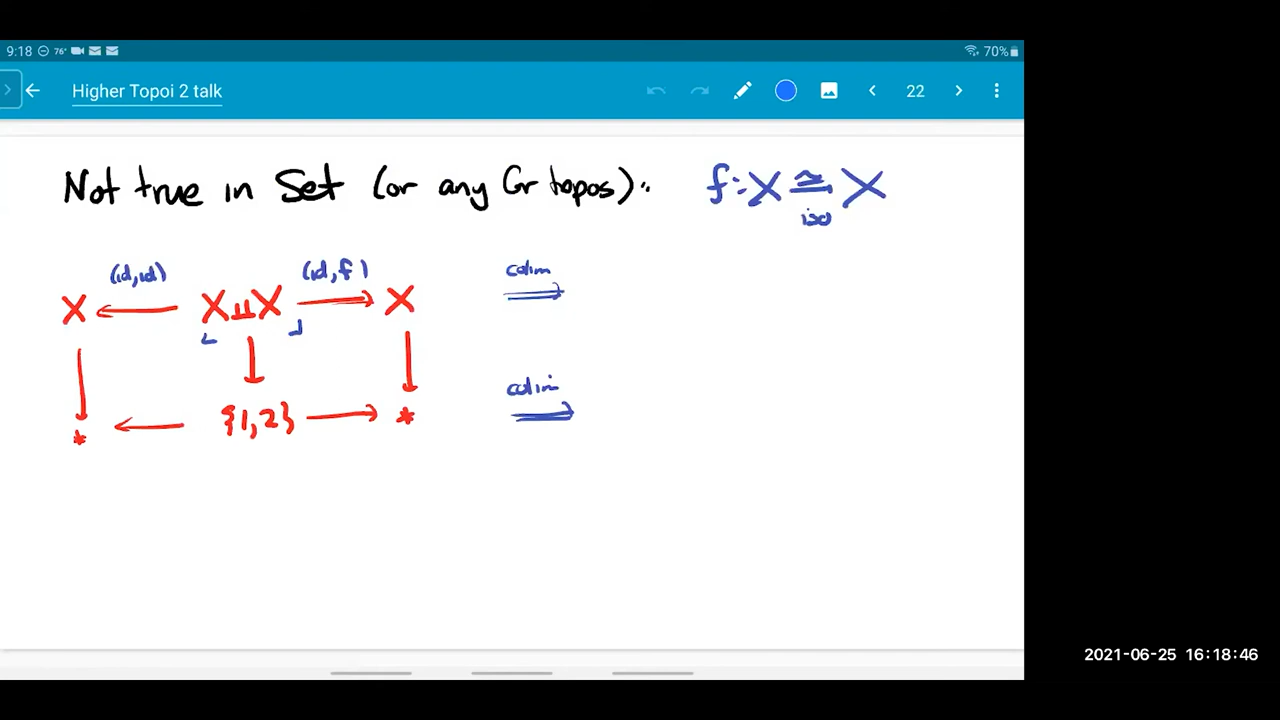 9:18 76° 70%
Higher Topoi 2 talk
22
Not true in Set (or any Gr topos): f: X ≅ X
iso
(id, id) (id, f) colim
X ← X ⨿ X → X ⇒
colim
* ← {1,2} → * ⇒
2021-06-25 16:18:46